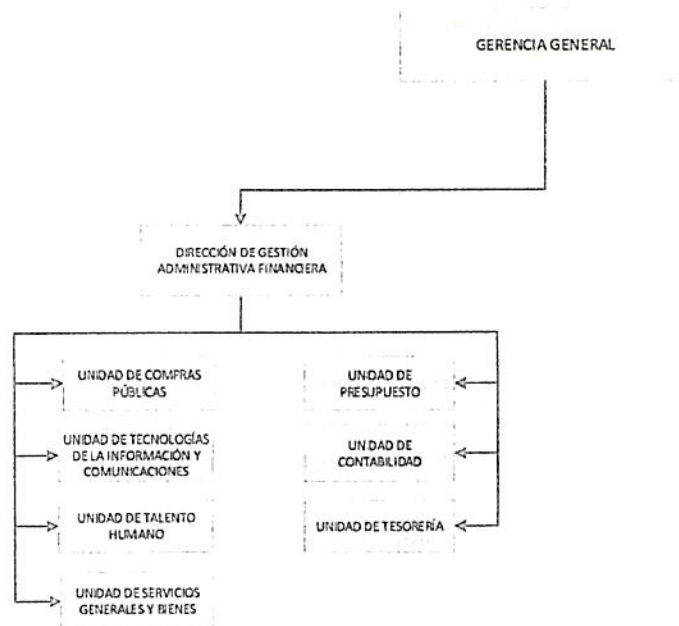 GERENCIA GENERAL
DIRECCIÓN DE GESTIÓN
ADMINISTRATIVA FINANCIERA
UNIDAD DE COMPRAS
PÚBLICAS
UNIDAD DE TECNOLOGÍAS
DE LA INFORMACIÓN Y
COMUNICACIONES
UNIDAD DE TALENTO
HUMANO
UNIDAD DE SERVICIOS
GENERALES Y BIENES
UNIDAD DE
PRESUPUESTO
UNIDAD DE
CONTABILIDAD
UNIDAD DE TESORERÍA